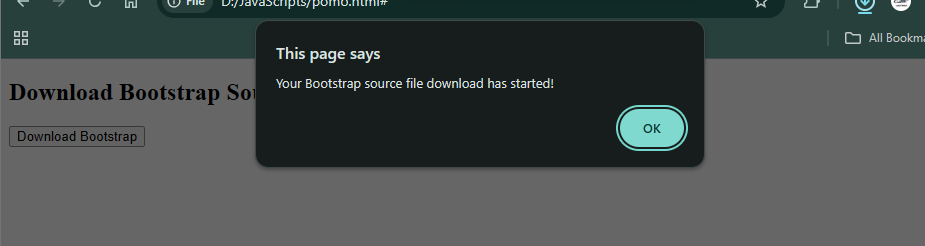 File D:/JavaScripts/pomo.html#
All Bookma
This page says
Your Bootstrap source file download has started!
Download Bootstrap Sou
Download Bootstrap
OK